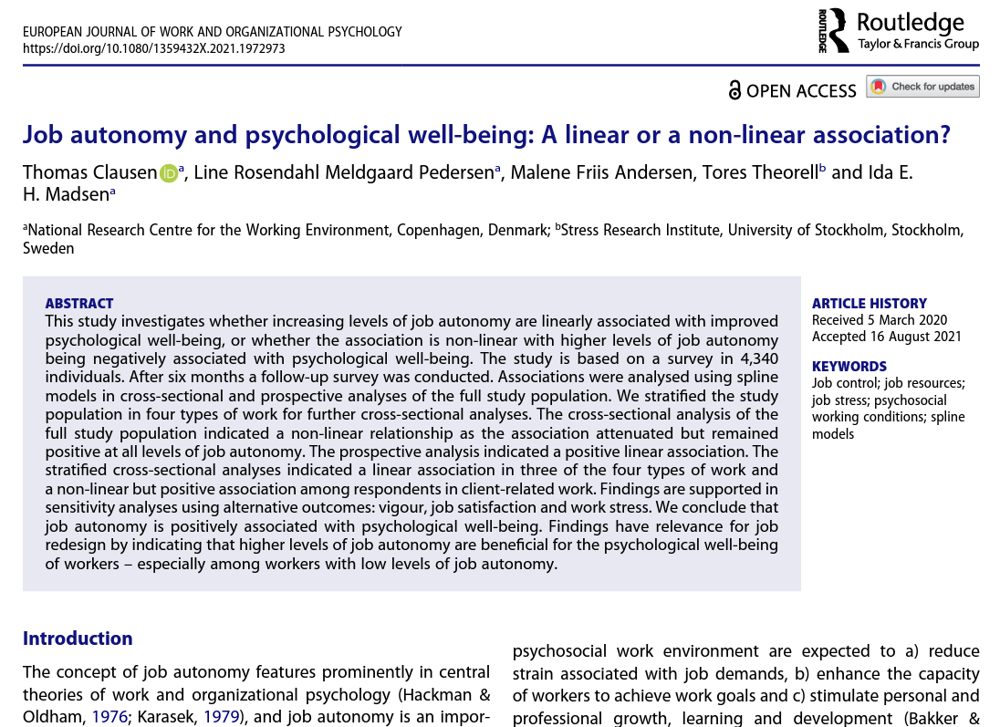 EUROPEAN JOURNAL OF WORK AND ORGANIZATIONAL PSYCHOLOGY
https://doi.org/10.1080/1359432X.2021.1972973
ROUTLEDGE
Routledge
Taylor & Francis Group
OPEN ACCESS
Check for updates
Job autonomy and psychological well-being: A linear or a non-linear association?
Thomas Clausen iD a, Line Rosendahl Meldgaard Pedersena, Malene Friis Andersen, Tores Theorellb and Ida E.
H. Madsena
aNational Research Centre for the Working Environment, Copenhagen, Denmark; bStress Research Institute, University of Stockholm, Stockholm,
Sweden
ABSTRACT
This study investigates whether increasing levels of job autonomy are linearly associated with improved
psychological well-being, or whether the association is non-linear with higher levels of job autonomy
being negatively associated with psychological well-being. The study is based on a survey in 4,340
individuals. After six months a follow-up survey was conducted. Associations were analysed using spline
models in cross-sectional and prospective analyses of the full study population. We stratified the study
population in four types of work for further cross-sectional analyses. The cross-sectional analysis of the
full study population indicated a non-linear relationship as the association attenuated but remained
positive at all levels of job autonomy. The prospective analysis indicated a positive linear association. The
stratified cross-sectional analyses indicated a linear association in three of the four types of work and
a non-linear but positive association among respondents in client-related work. Findings are supported in
sensitivity analyses using alternative outcomes: vigour, job satisfaction and work stress. We conclude that
job autonomy is positively associated with psychological well-being. Findings have relevance for job
redesign by indicating that higher levels of job autonomy are beneficial for the psychological well-being
of workers – especially among workers with low levels of job autonomy.
ARTICLE HISTORY
Received 5 March 2020
Accepted 16 August 2021
KEYWORDS
Job control; job resources;
job stress; psychosocial
working conditions; spline
models
Introduction
The concept of job autonomy features prominently in central
theories of work and organizational psychology (Hackman &
Oldham, 1976; Karasek, 1979), and job autonomy is an impor-
psychosocial work environment are expected to a) reduce
strain associated with job demands, b) enhance the capacity
of workers to achieve work goals and c) stimulate personal and
professional growth, learning and development (Bakker &